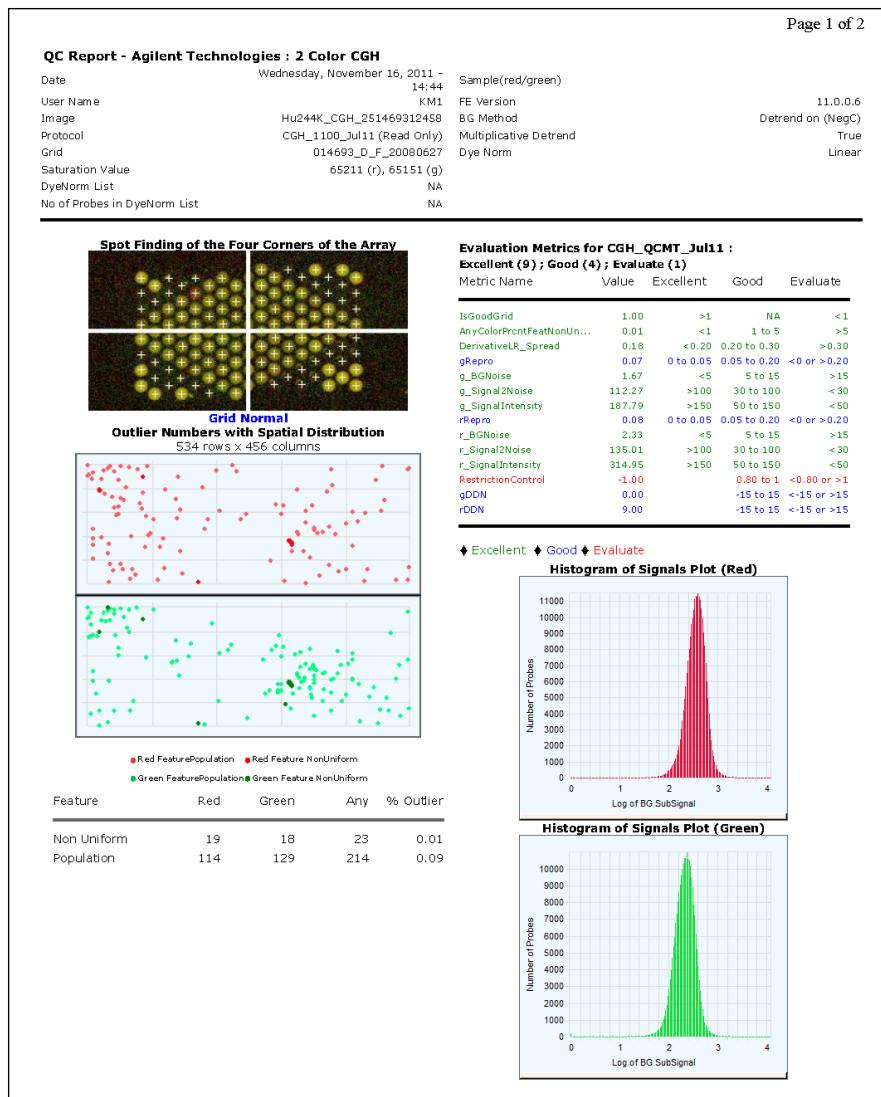 Page 1 of 2
QC Report - Agilent Technologies : 2 Color CGH
Date Wednesday, November 16, 2011 - 14:44 Sample(red/green)
User Name KM1 FE Version 11.0.0.6
Image Hu244K_CGH_251469312458 BG Method Detrend on (NegC)
Protocol CGH_1100_Jul11 (Read Only) Multiplicative Detrend True
Grid 014693_D_F_20080627 Dye Norm Linear
Saturation Value 65211 (r), 65151 (g)
DyeNorm List NA
No of Probes in DyeNorm List NA
Spot Finding of the Four Corners of the Array
Grid Normal
Outlier Numbers with Spatial Distribution
534 rows x 456 columns
Red FeaturePopulation Red Feature NonUniform
Green FeaturePopulation Green Feature NonUniform
Feature Red Green Any % Outlier
Non Uniform 19 18 23 0.01
Population 114 129 214 0.09
Evaluation Metrics for CGH_QCMT_Jul11 :
Excellent (9) ; Good (4) ; Evaluate (1)
Metric Name Value Excellent Good Evaluate
IsGoodGrid 1.00 >1 NA <1
AnyColorPrcntFeatNonUn... 0.01 <1 1 to 5 >5
DerivativeLR_Spread 0.18 <0.20 0.20 to 0.30 >0.30
gRepro 0.07 0 to 0.05 0.05 to 0.20 <0 or >0.20
g_BGNoise 1.67 <5 5 to 15 >15
g_Signal2Noise 112.27 >100 30 to 100 <30
g_SignalIntensity 187.79 >150 50 to 150 <50
rRepro 0.08 0 to 0.05 0.05 to 0.20 <0 or >0.20
r_BGNoise 2.33 <5 5 to 15 >15
r_Signal2Noise 135.01 >100 30 to 100 <30
r_SignalIntensity 314.95 >150 50 to 150 <50
RestrictionControl -1.00 0.80 to 1 <0.80 or >1
gDDN 0.00 -15 to 15 <-15 or >15
rDDN 9.00 -15 to 15 <-15 or >15
Excellent Good Evaluate
Histogram of Signals Plot (Red)
Number of Probes
11000
10000
9000
8000
7000
6000
5000
4000
3000
2000
1000
0
0 1 2 3 4
Log of BG SubSignal
Histogram of Signals Plot (Green)
Number of Probes
10000
9000
8000
7000
6000
5000
4000
3000
2000
1000
0
0 1 2 3 4
Log of BG SubSignal